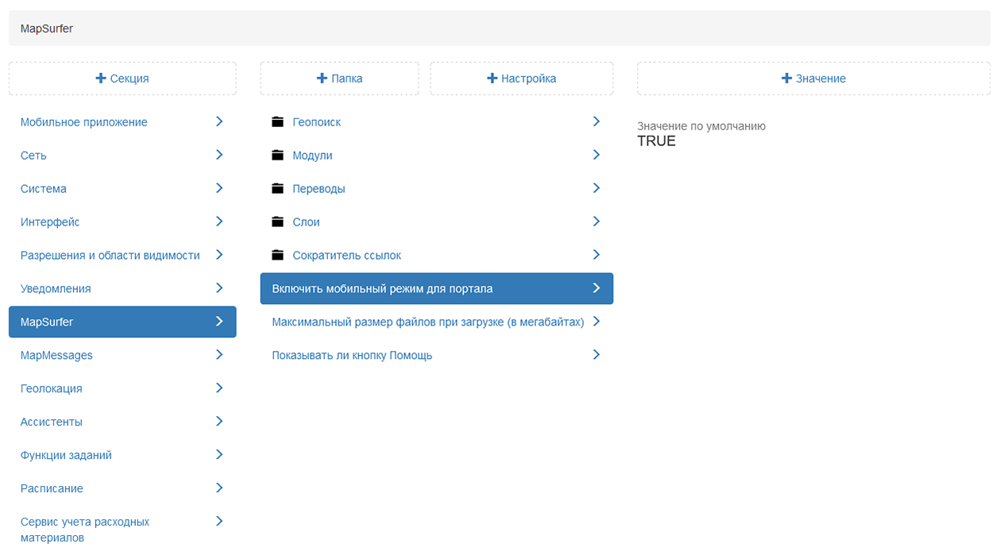 MapSurfer
Секция
Папка
Настройка
Значение
Мобильное приложение
Сеть
Система
Интерфейс
Разрешения и области видимости
Уведомления
MapSurfer
MapMessages
Геолокация
Ассистенты
Функции заданий
Расписание
Сервис учета расходных
материалов
Геопоиск
Модули
Переводы
Слои
Сократитель ссылок
Включить мобильный режим для портала
Максимальный размер файлов при загрузке (в мегабайтах)
Показывать ли кнопку Помощь
Значение по умолчанию
TRUE